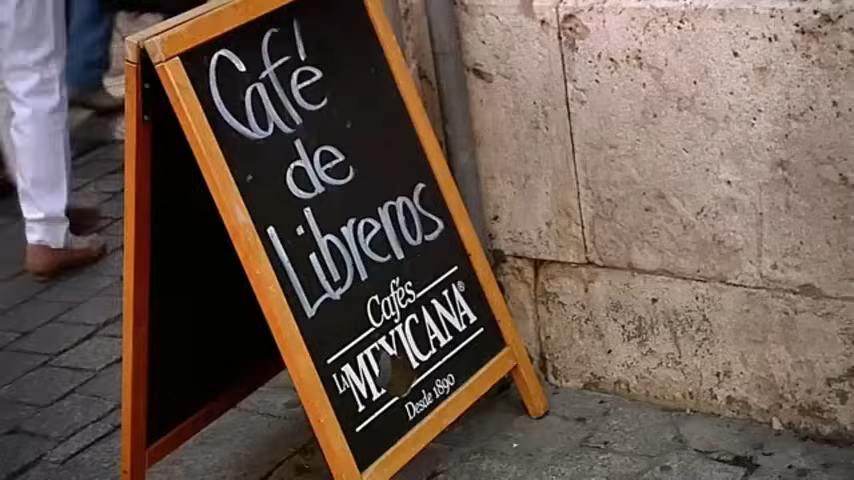 Café
de
Libreros
Cafés
LA MEXICANA®
Desde 1890